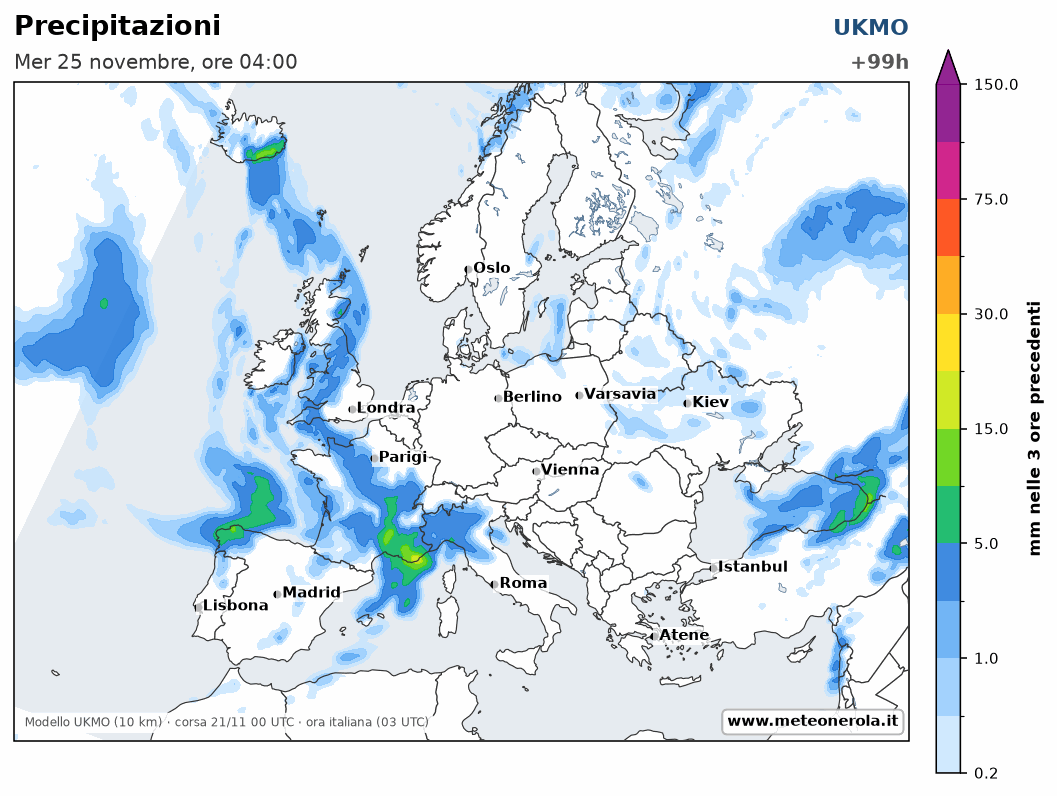 Precipitazioni
UKMO
Mer 25 novembre, ore 04:00
+99h
150.0
75.0
30.0
15.0
5.0
1.0
0.2
mm nelle 3 ore precedenti
Oslo
Londra
Berlino
Varsavia
Kiev
Parigi
Vienna
Istanbul
Roma
Madrid
Lisbona
Atene
Modello UKMO (10 km) · corsa 21/11 00 UTC · ora italiana (03 UTC)
www.meteonerola.it